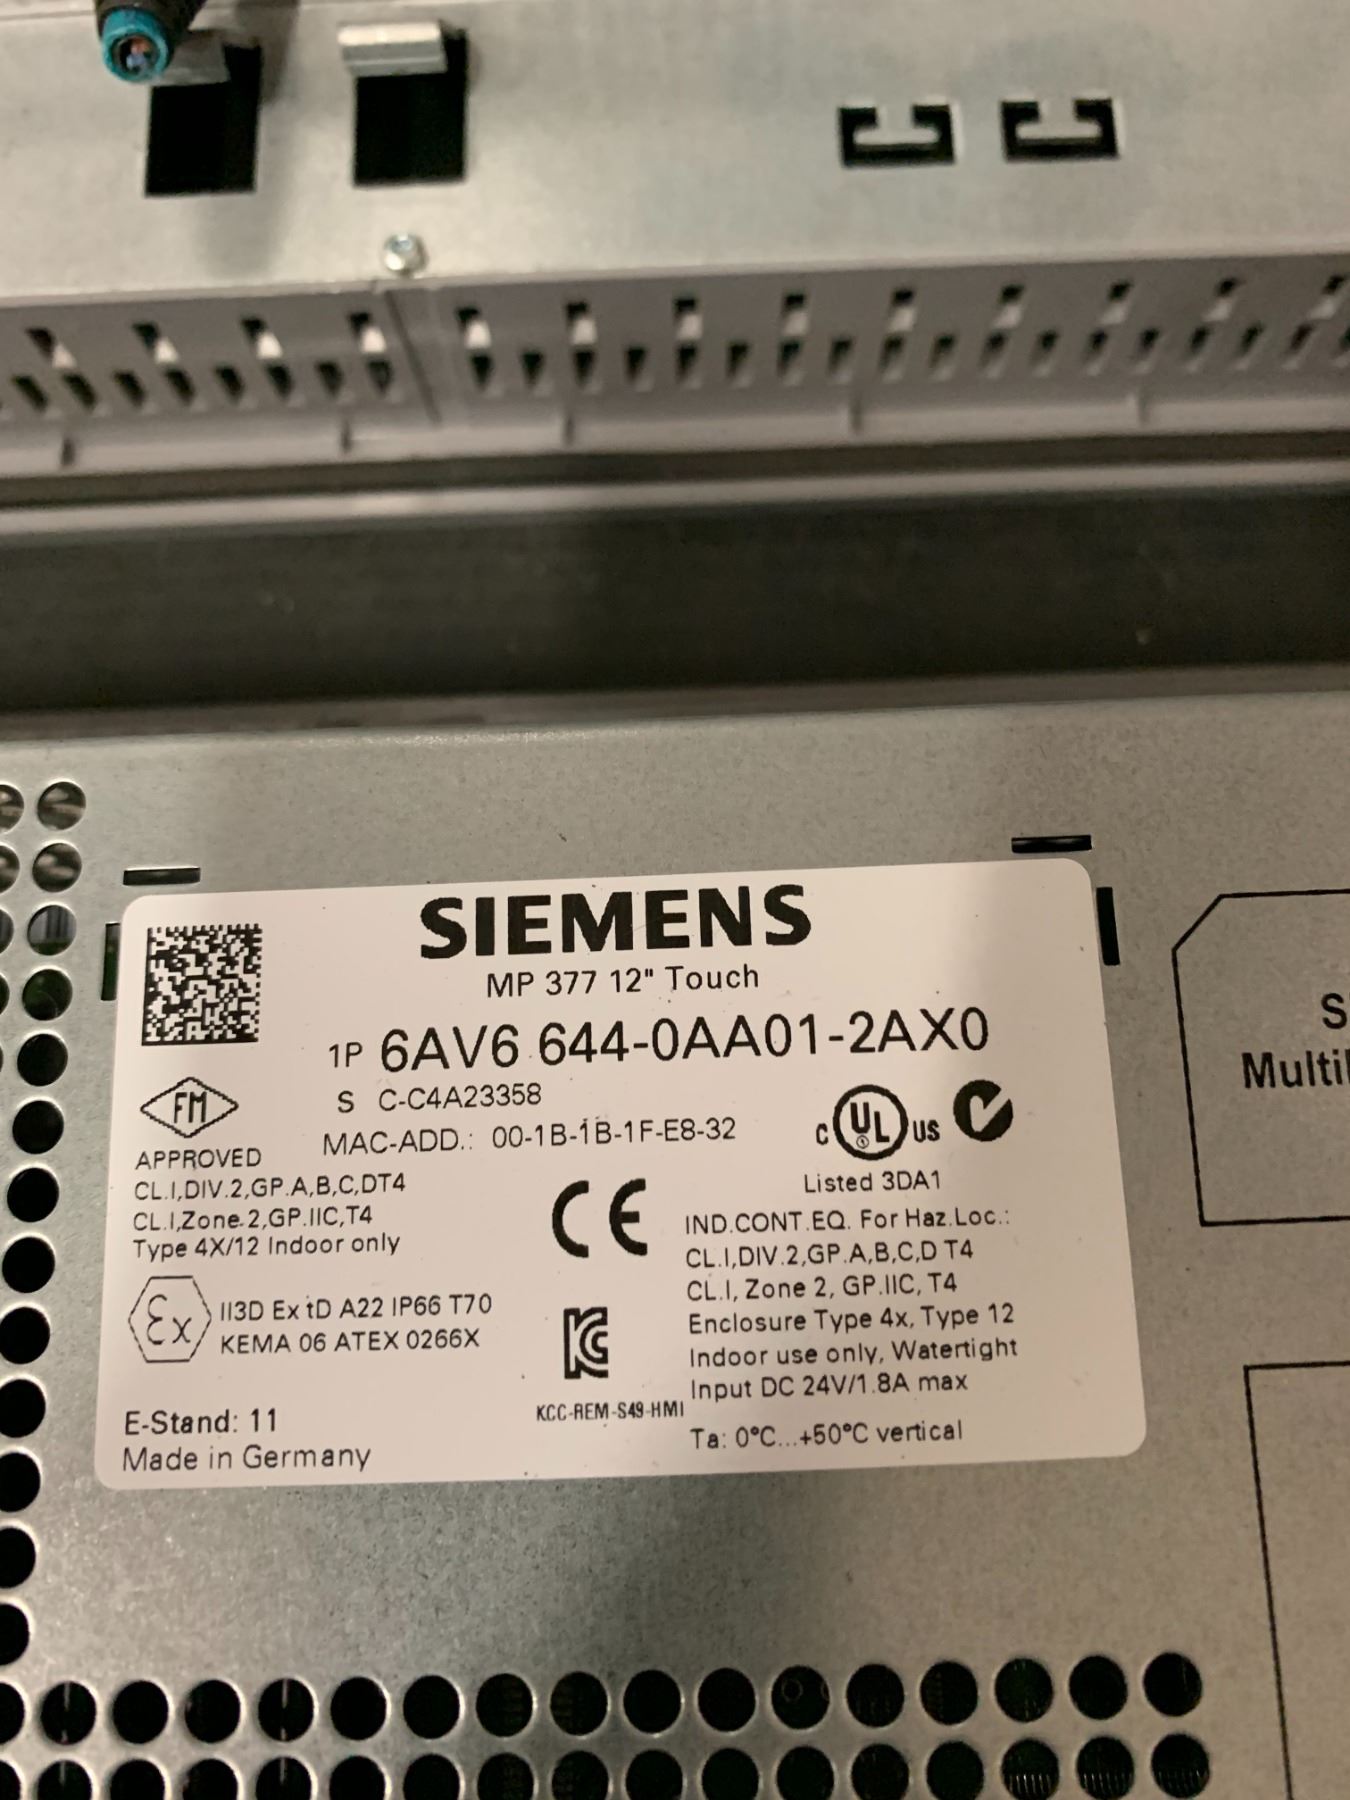 SIEMENS
MP 377 12" Touch
1P 6AV6 644-0AA01-2AX0
S C-C4A23358
MAC-ADD.: 00-1B-1B-1F-E8-32
FM
APPROVED
CL.I,DIV.2,GP.A,B,C,DT4
CL.I,Zone.2,GP.IIC,T4
Type 4X/12 Indoor only
Ex
II3D Ex tD A22 IP66 T70
KEMA 06 ATEX 0266X
E-Stand: 11
Made in Germany
CE
KCC-REM-S49-HMI
C UL US
Listed 3DA1
IND.CONT.EQ. For Haz.Loc.:
CL.I,DIV.2,GP.A,B,C,D T4
CL.I, Zone 2, GP.IIC, T4
Enclosure Type 4x, Type 12
Indoor use only, Watertight
Input DC 24V/1.8A max
Ta: 0°C...+50°C vertical
S
Multi